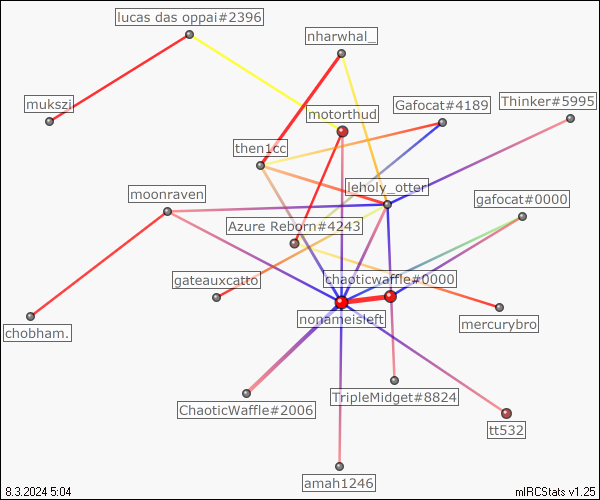 lucas das oppai#2396
nharwhal_
mukszi
motorthud
Gafocat#4189
Thinker#5995
then1cc
moonraven
leholy_otter
gafocat#0000
Azure Reborn#4243
gateauxcatto
chaoticwaffle#0000
nonameisleft
mercurybro
chobham.
ChaoticWaffle#2006
TripleMidget#8824
tt532
amah1246
8.3.2024 5:04
mIRCStats v1.25